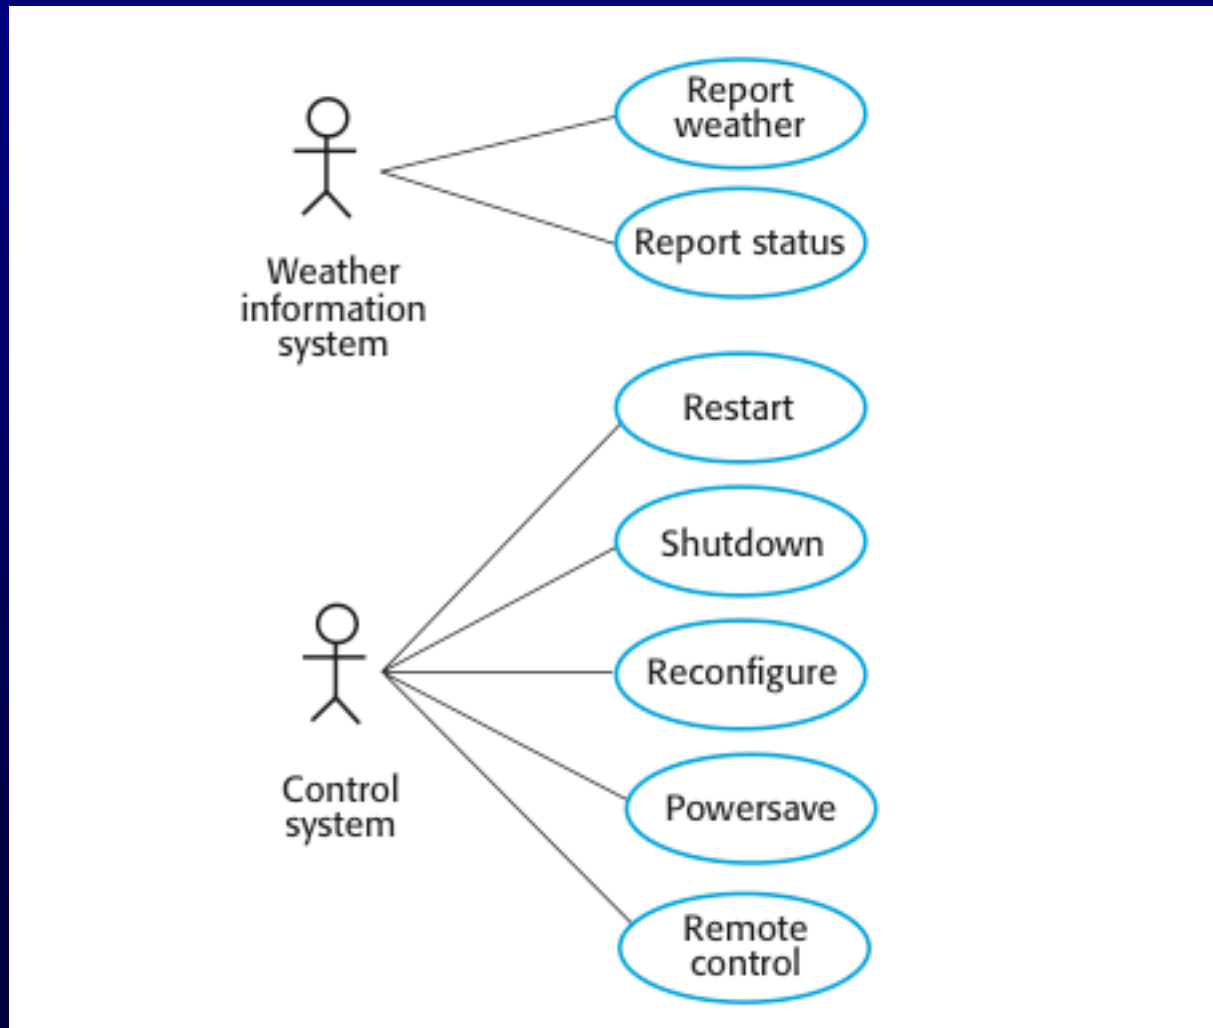 Report
weather
Report status
Weather
information
system
Restart
Shutdown
Reconfigure
Powersave
Control
system
Remote
control